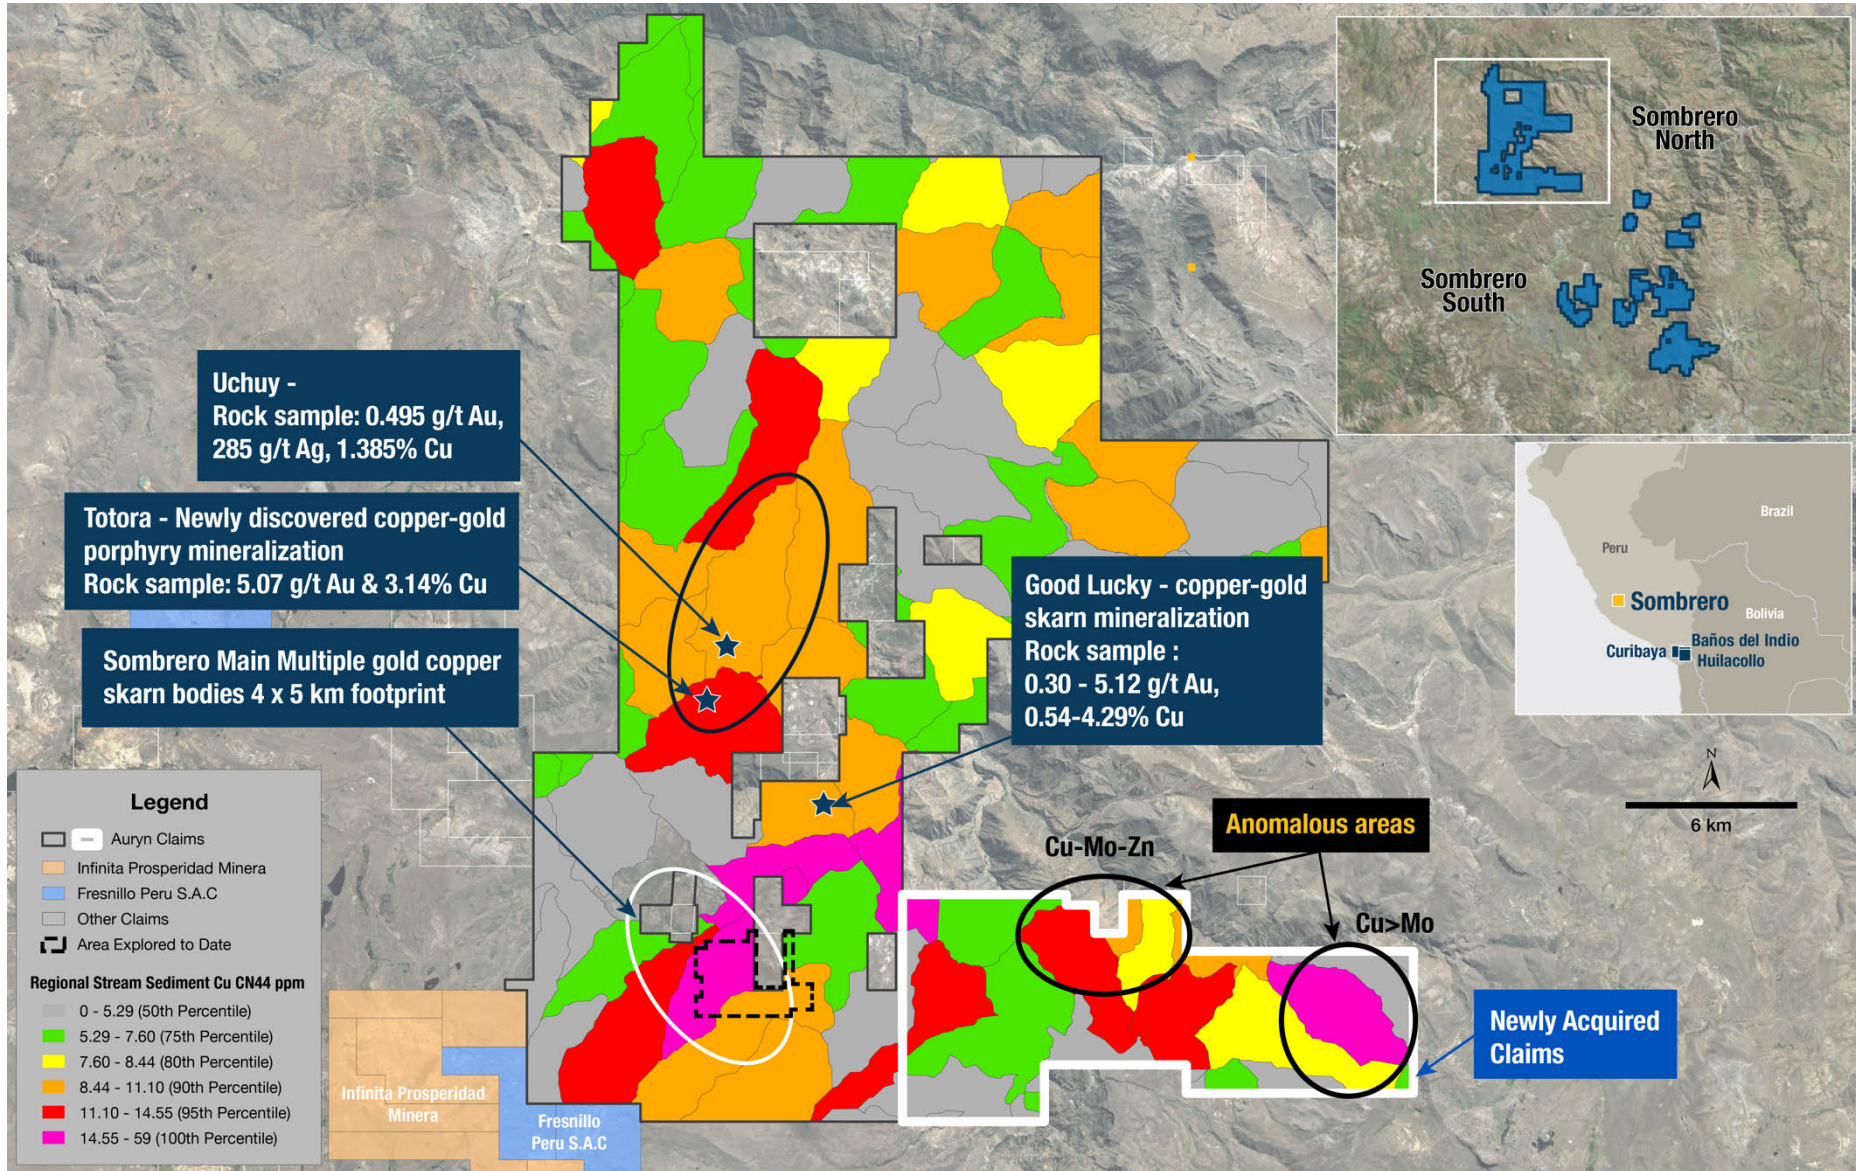 Sombrero
North
Sombrero
South
Uchuy -
Rock sample: 0.495 g/t Au,
285 g/t Ag, 1.385% Cu
Totora - Newly discovered copper-gold
porphyry mineralization
Rock sample: 5.07 g/t Au & 3.14% Cu
Sombrero Main Multiple gold copper
skarn bodies 4 x 5 km footprint
Good Lucky - copper-gold
skarn mineralization
Rock sample :
0.30 - 5.12 g/t Au,
0.54-4.29% Cu
Brazil
Peru
Sombrero
Bolivia
Curibaya
Baños del Indio
Huilacollo
N
6 km
Anomalous areas
Cu-Mo-Zn
Cu>Mo
Newly Acquired
Claims
Legend
Auryn Claims
Infinita Prosperidad Minera
Fresnillo Peru S.A.C
Other Claims
Area Explored to Date
Regional Stream Sediment Cu CN44 ppm
0 - 5.29 (50th Percentile)
5.29 - 7.60 (75th Percentile)
7.60 - 8.44 (80th Percentile)
8.44 - 11.10 (90th Percentile)
11.10 - 14.55 (95th Percentile)
14.55 - 59 (100th Percentile)
Infinita Prosperidad
Minera
Fresnillo
Peru S.A.C